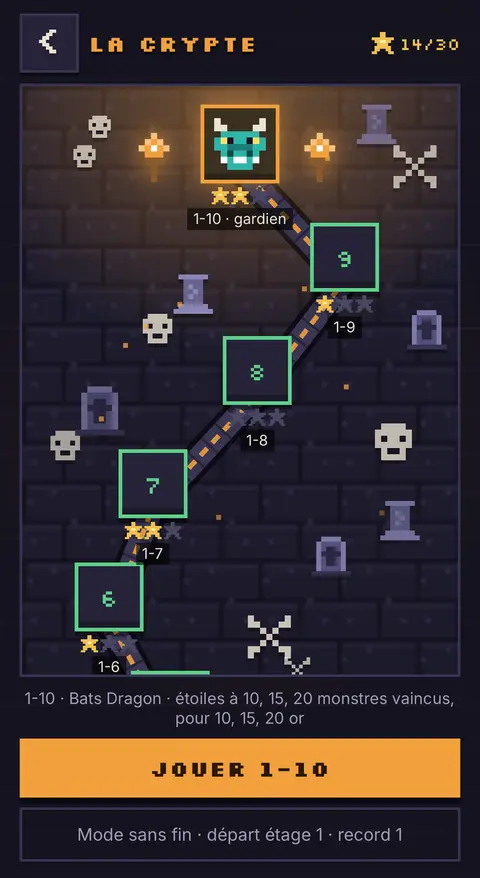 LA CRYPTE
14/30
1-10 · gardien
9
1-9
8
1-8
7
1-7
6
1-6
1-10 · Bats Dragon · étoiles à 10, 15, 20 monstres vaincus,
pour 10, 15, 20 or
JOUER 1-10
Mode sans fin · départ étage 1 · record 1